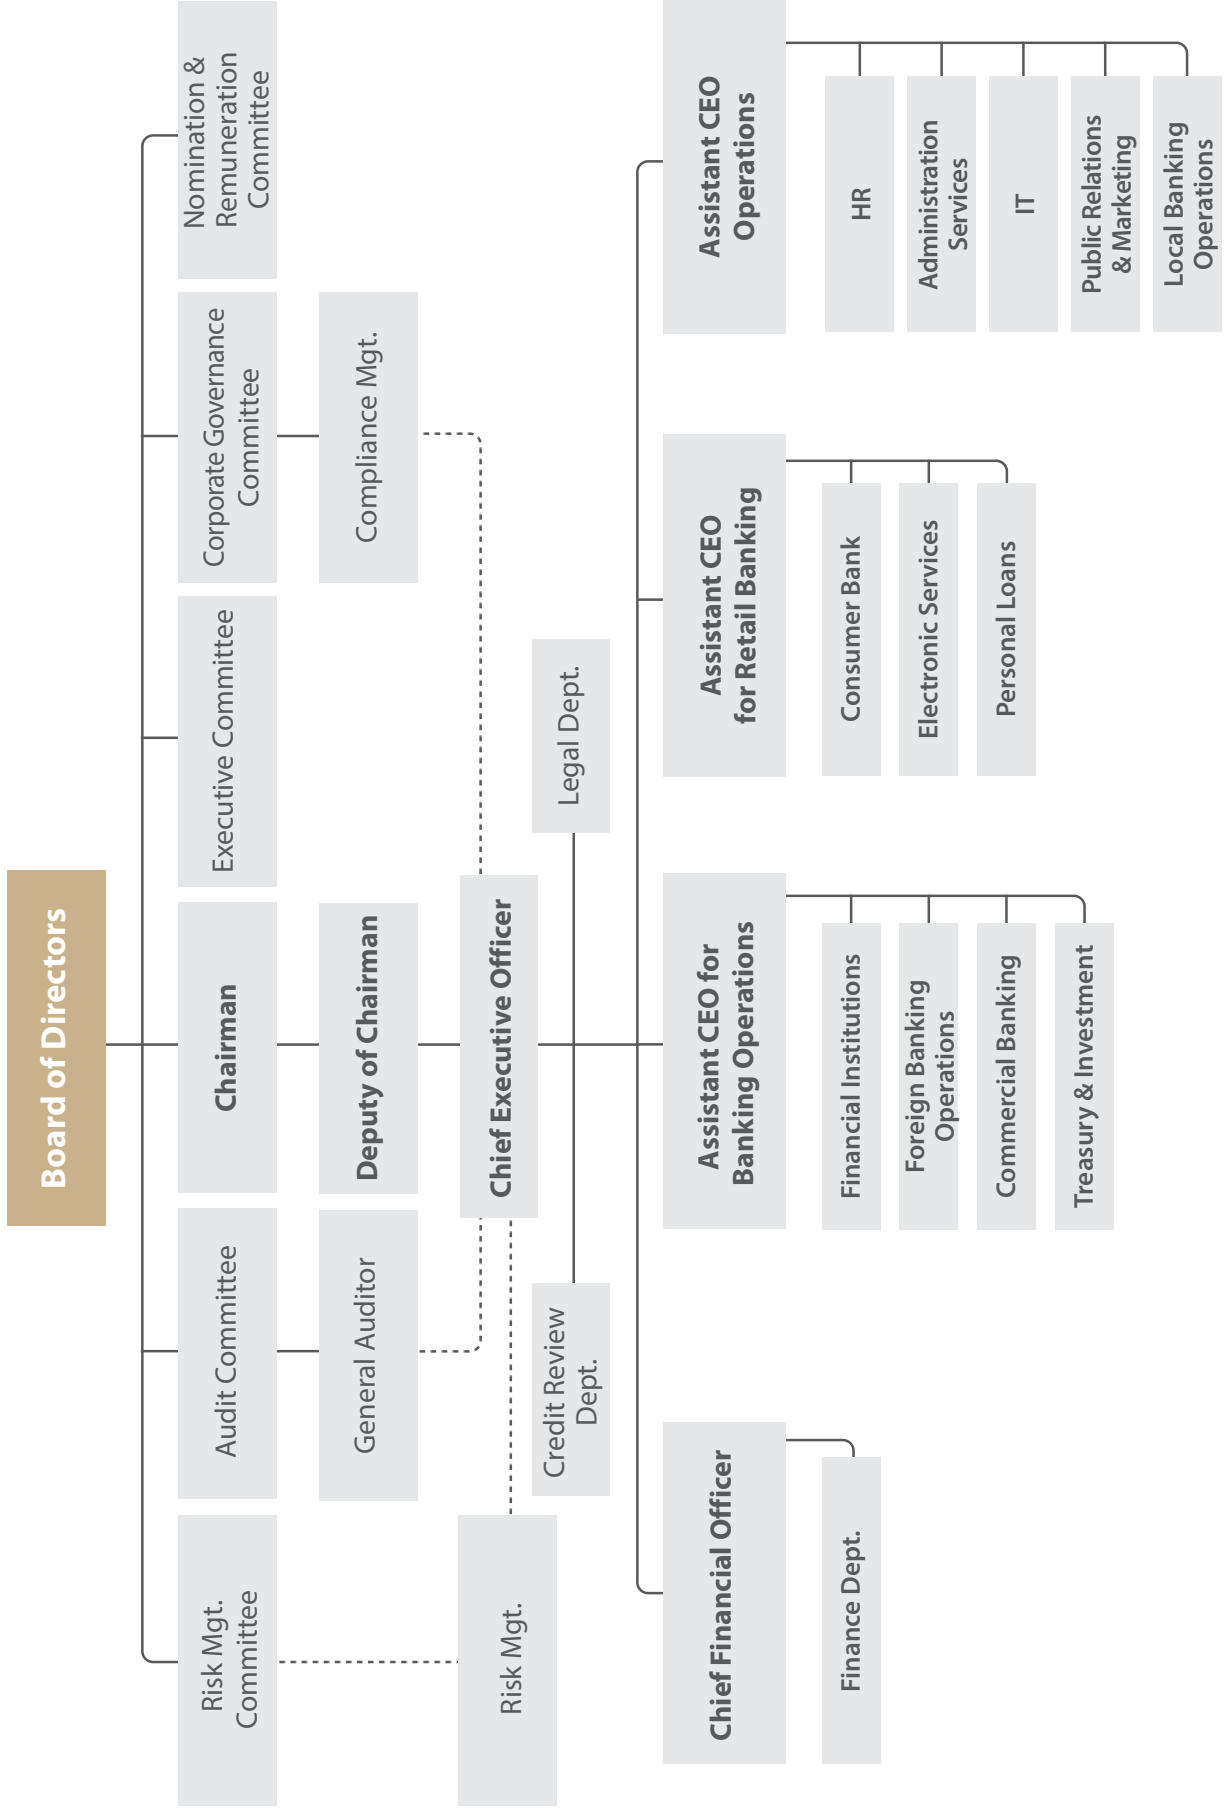 Board of Directors
Risk Mgt.
Committee
Audit Committee
Chairman
Executive Committee
Corporate Governance
Committee
Nomination &
Remuneration
Committee
General Auditor
Deputy of Chairman
Compliance Mgt.
Risk Mgt.
Chief Executive Officer
Credit Review
Dept.
Legal Dept.
Chief Financial Officer
Finance Dept.
Assistant CEO for
Banking Operations
Financial Institutions
Foreign Banking
Operations
Commercial Banking
Treasury & Investment
Assistant CEO
for Retail Banking
Consumer Bank
Electronic Services
Personal Loans
Assistant CEO
Operations
HR
Administration
Services
IT
Public Relations
& Marketing
Local Banking
Operations